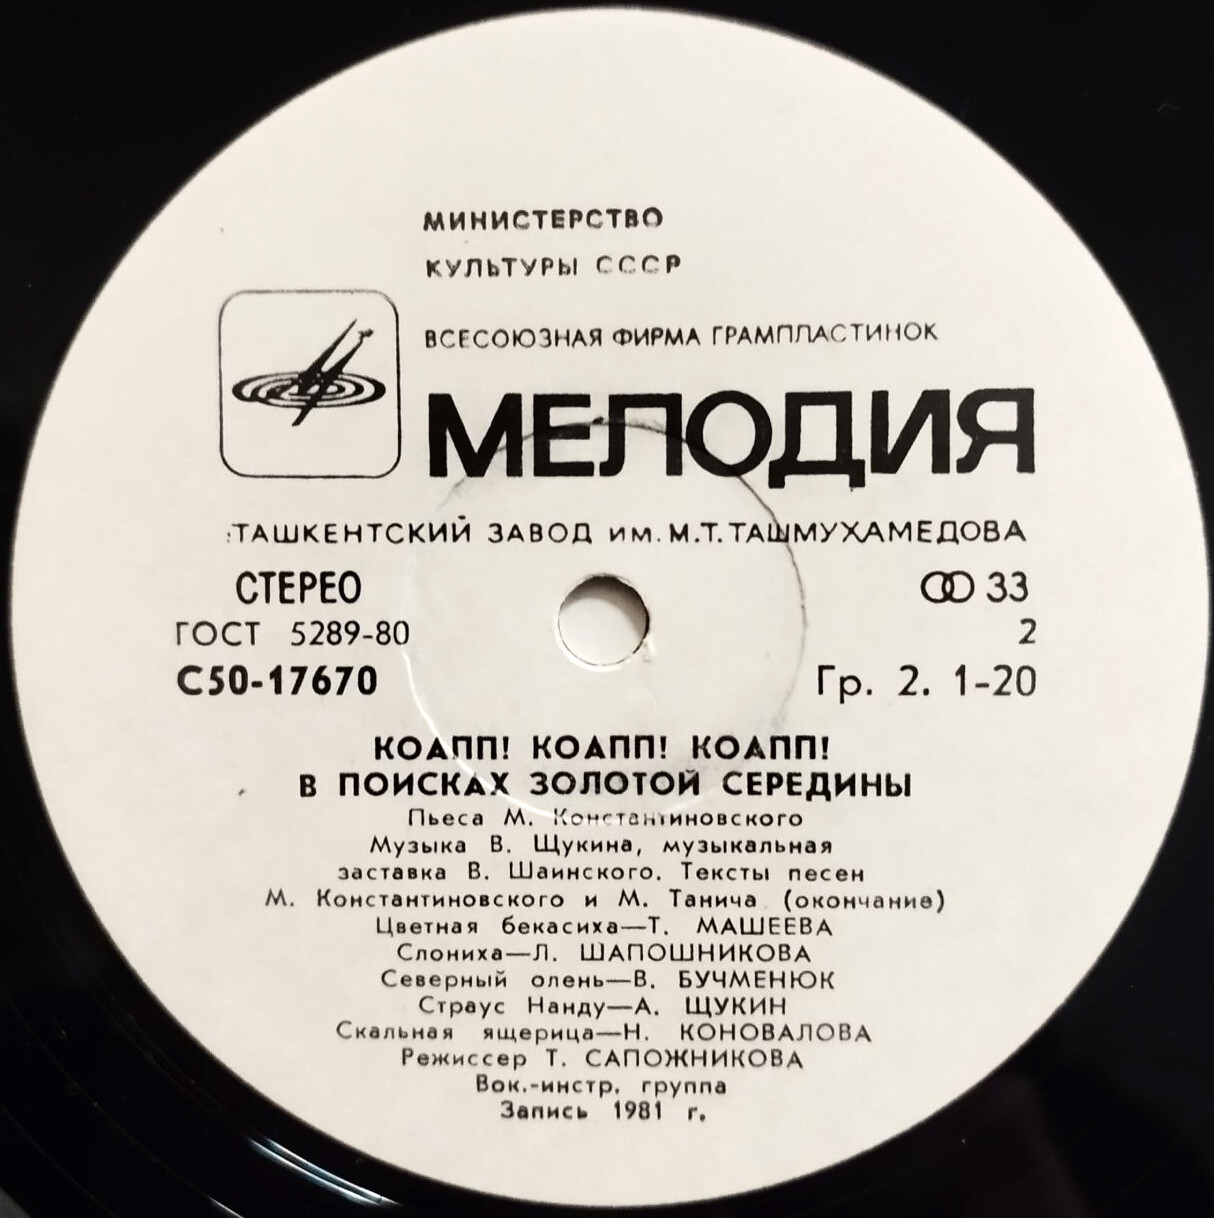 МИНИСТЕРСТВО
КУЛЬТУРЫ СССР
ВСЕСОЮЗНАЯ ФИРМА ГРАМПЛАСТИНОК
МЕЛОДИЯ
ТАШКЕНТСКИЙ ЗАВОД им. М.Т. ТАШМУХАМЕДОВА
СТЕРЕО 33
ГОСТ 5289-80 2
С50-17670 Гр. 2. 1-20
КОАПП! КОАПП! КОАПП!
В ПОИСКАХ ЗОЛОТОЙ СЕРЕДИНЫ
Пьеса М. Константиновского
Музыка В. Щукина, музыкальная
заставка В. Шаинского. Тексты песен
М. Константиновского и М. Танича (окончание)
Цветная бекасиха—Т. МАШЕЕВА
Слониха—Л. ШАПОШНИКОВА
Северный олень—В. БУЧМЕНЮК
Страус Нанду—А. ЩУКИН
Скальная ящерица—Н. КОНОВАЛОВА
Режиссер Т. САПОЖНИКОВА
Вок.-инстр. группа
Запись 1981 г.